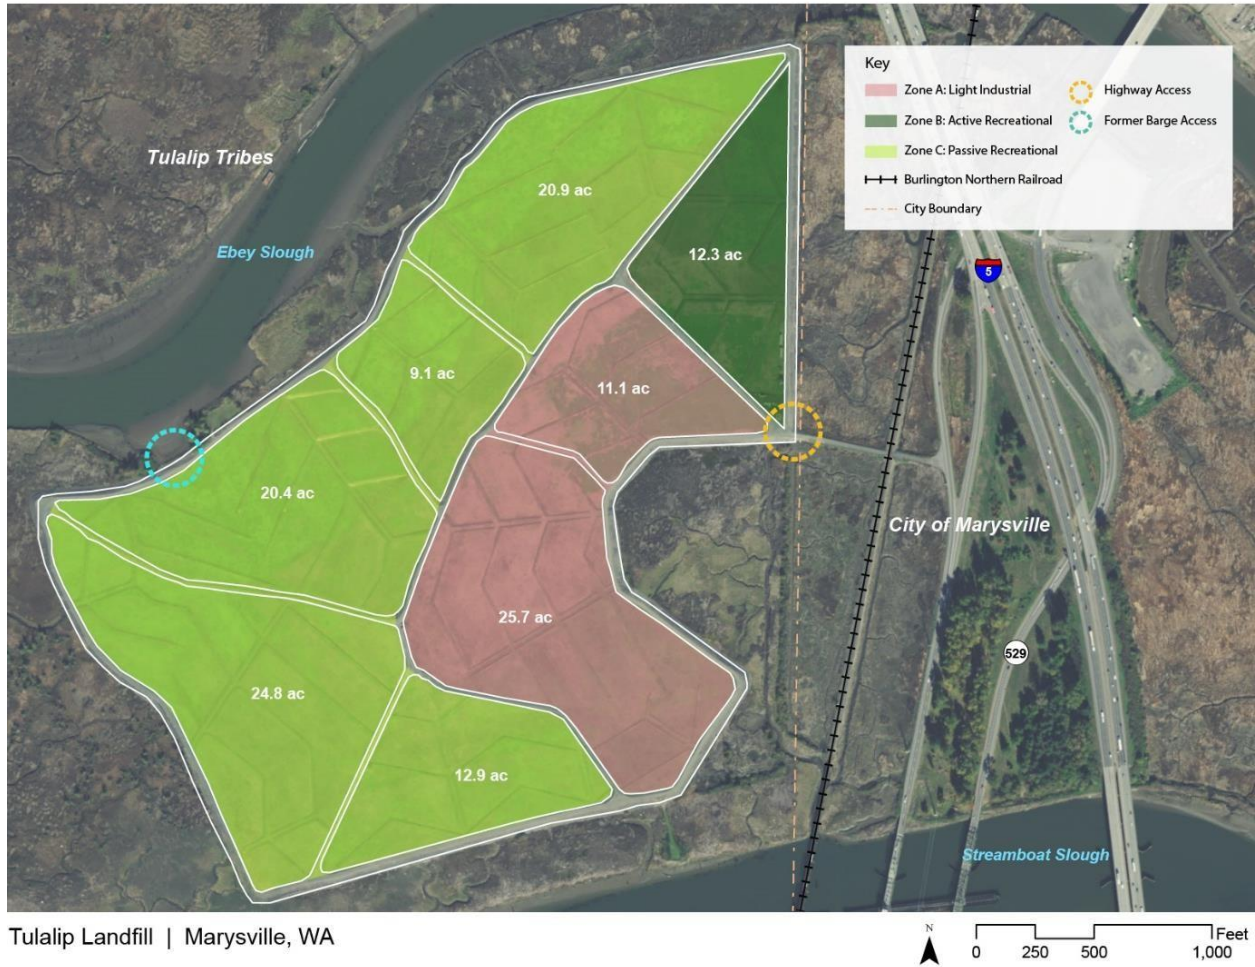 Key
Zone A: Light Industrial
Highway Access
Zone B: Active Recreational
Former Barge Access
Zone C: Passive Recreational
Burlington Northern Railroad
City Boundary
Tulalip Tribes
20.9 ac
Ebey Slough
12.3 ac
5
9.1 ac
11.1 ac
20.4 ac
City of Marysville
25.7 ac
529
24.8 ac
12.9 ac
Streamboat Slough
Tulalip Landfill | Marysville, WA
N
Feet
0 250 500 1,000